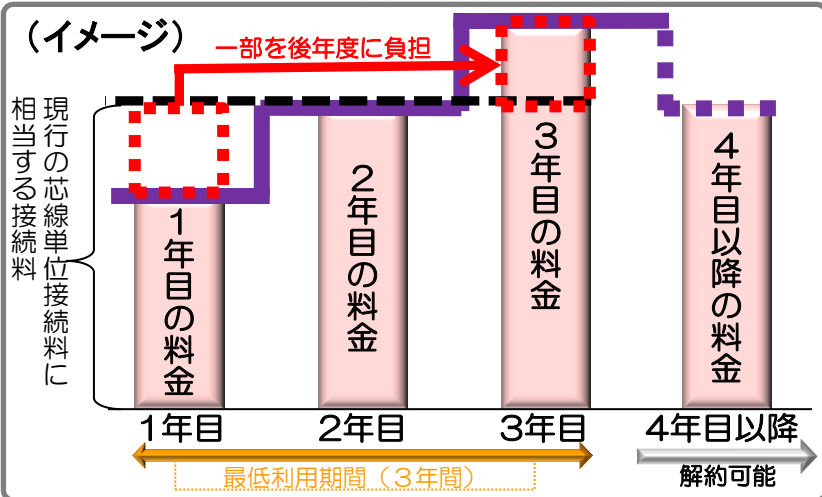 （イメージ）
一部を後年度に負担
現行の芯線単位接続料に
相当する接続料
1年目の料金
2年目の料金
3年目の料金
4年目以降の料金
1年目
2年目
3年目
4年目以降
最低利用期間（３年間）
解約可能